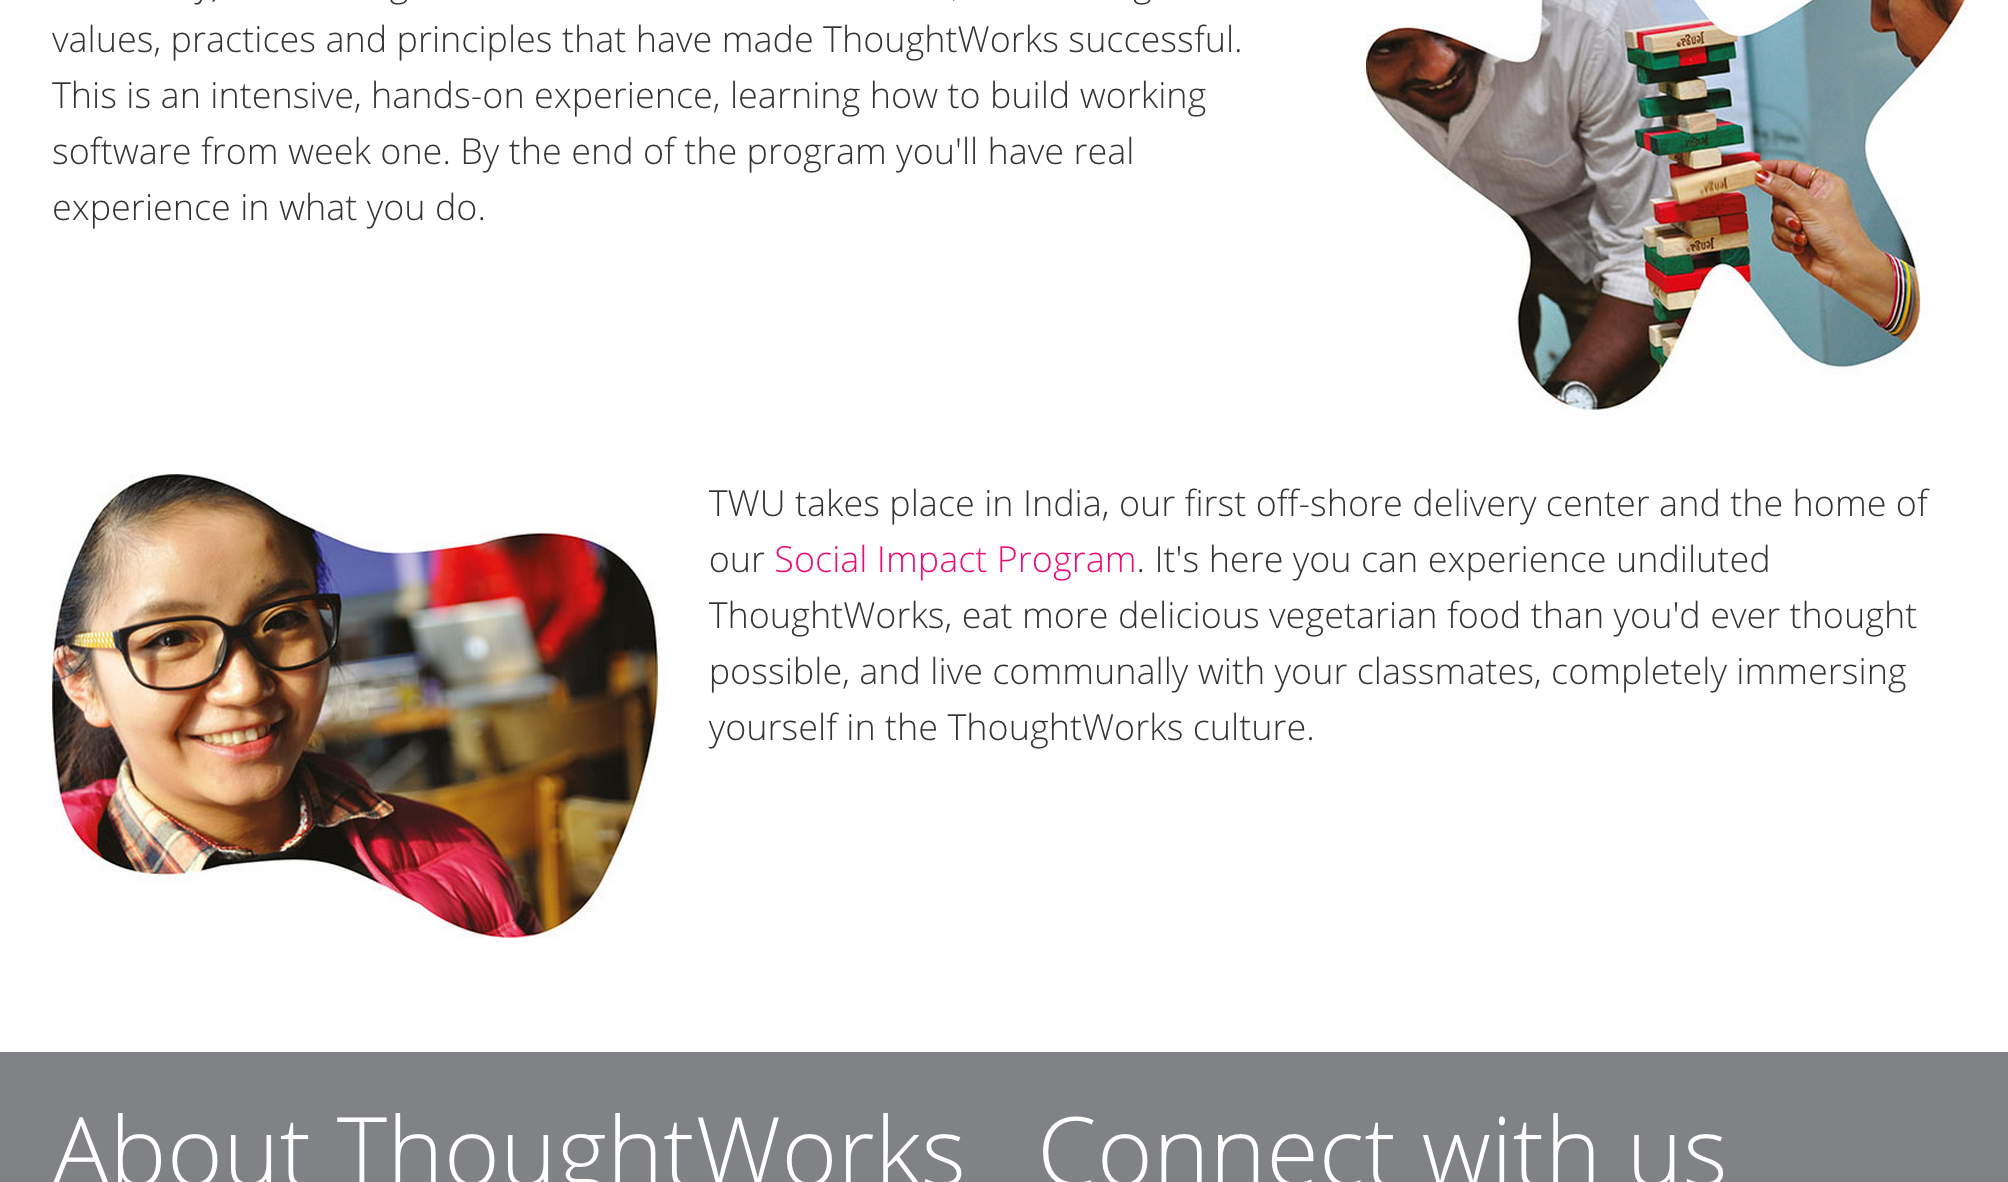 values, practices and principles that have made ThoughtWorks successful.
This is an intensive, hands-on experience, learning how to build working
software from week one. By the end of the program you'll have real
experience in what you do.
Jenga
Jenga
Jenga
TWU takes place in India, our first off-shore delivery center and the home of
our Social Impact Program. It's here you can experience undiluted
ThoughtWorks, eat more delicious vegetarian food than you'd ever thought
possible, and live communally with your classmates, completely immersing
yourself in the ThoughtWorks culture.
About ThoughtWorks Connect with us